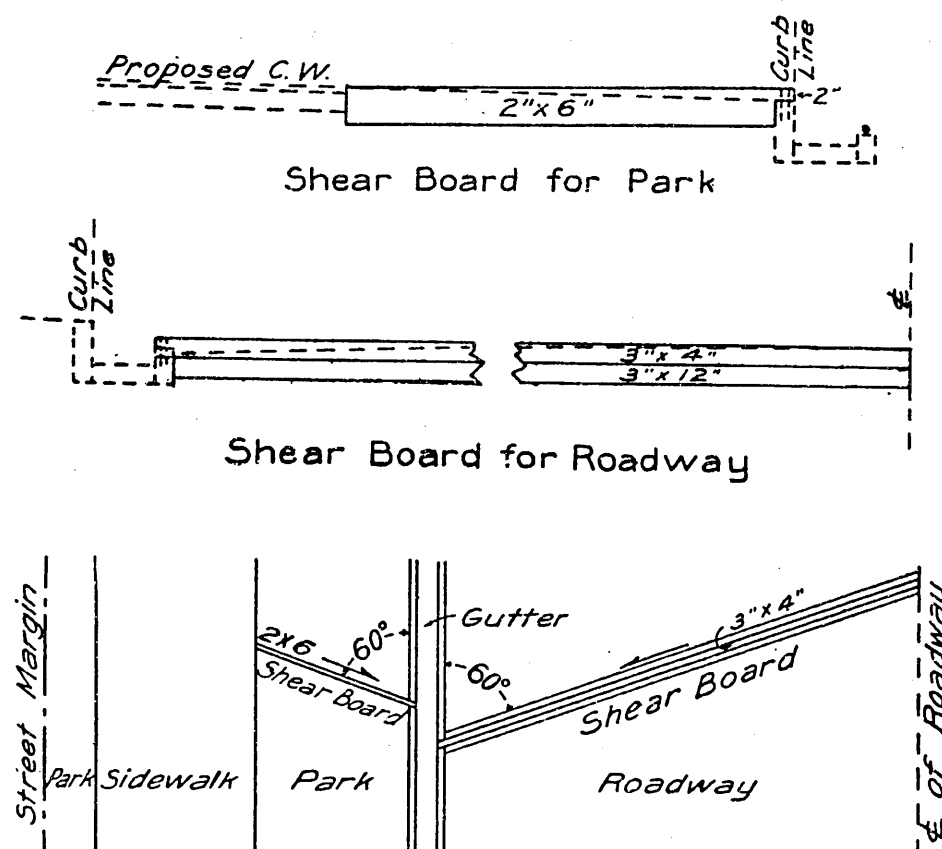 Proposed C.W.
Curb
Line
2"
2"x 6"
Shear Board for Park
Curb
Line
℄
3"x 4"
3"x 12"
Shear Board for Roadway
Street Margin
2x6
60°
Shear Board
Gutter
60°
3"x 4"
Shear Board
Park
Sidewalk
Park
Roadway
℄ of Roadway